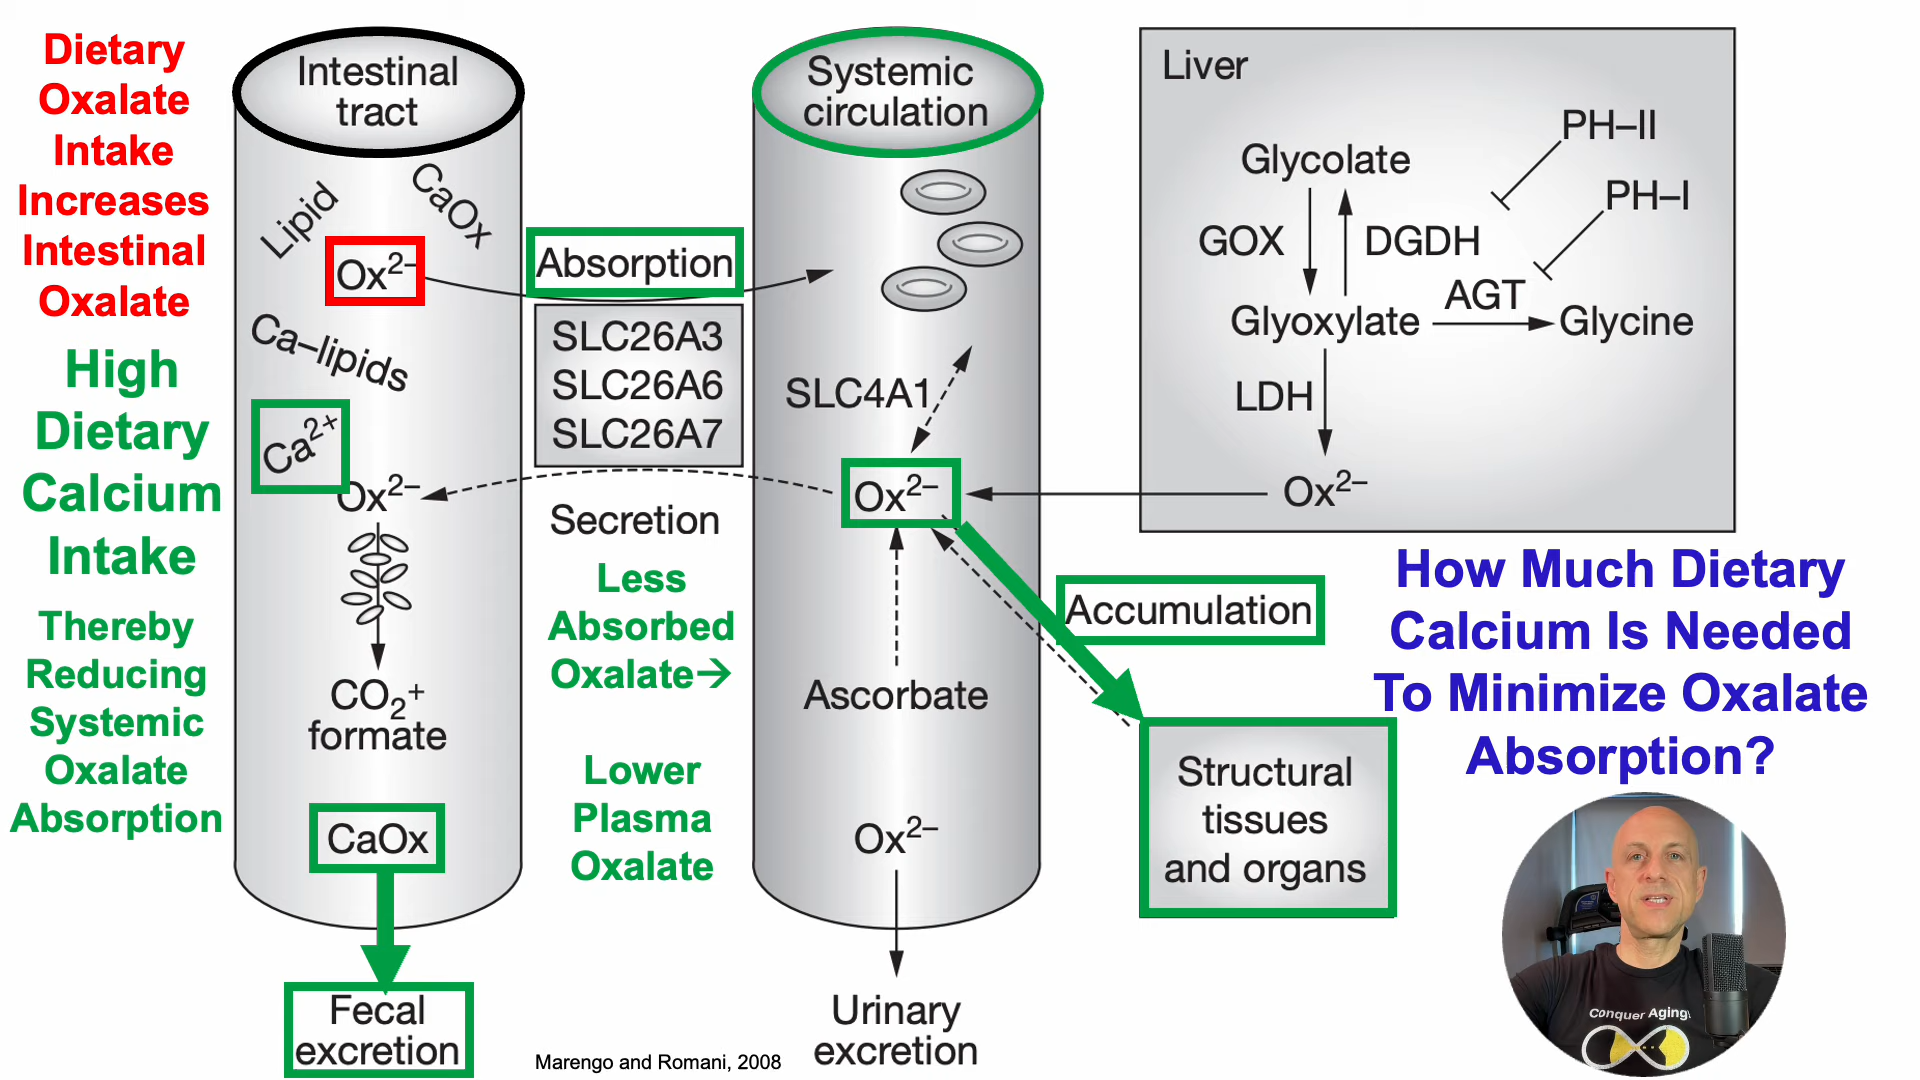 Dietary
Oxalate
Intake
Increases
Intestinal
Oxalate
High
Dietary
Calcium
Intake
Thereby
Reducing
Systemic
Oxalate
Absorption
Intestinal
tract
Lipid
CaOx
Ox²⁻
Ca–lipids
Ca²⁺
Ox²⁻
CO₂⁺
formate
CaOx
Fecal
excretion
Absorption
SLC26A3
SLC26A6
SLC26A7
Secretion
Less
Absorbed
Oxalate→
Lower
Plasma
Oxalate
Marengo and Romani, 2008
Systemic
circulation
SLC4A1
Ox²⁻
Ascorbate
Ox²⁻
Urinary
excretion
Accumulation
Structural
tissues
and organs
Liver
PH–II
Glycolate
PH–I
GOX
DGDH
AGT
Glyoxylate
Glycine
LDH
Ox²⁻
How Much Dietary
Calcium Is Needed
To Minimize Oxalate
Absorption?
Conquer Aging